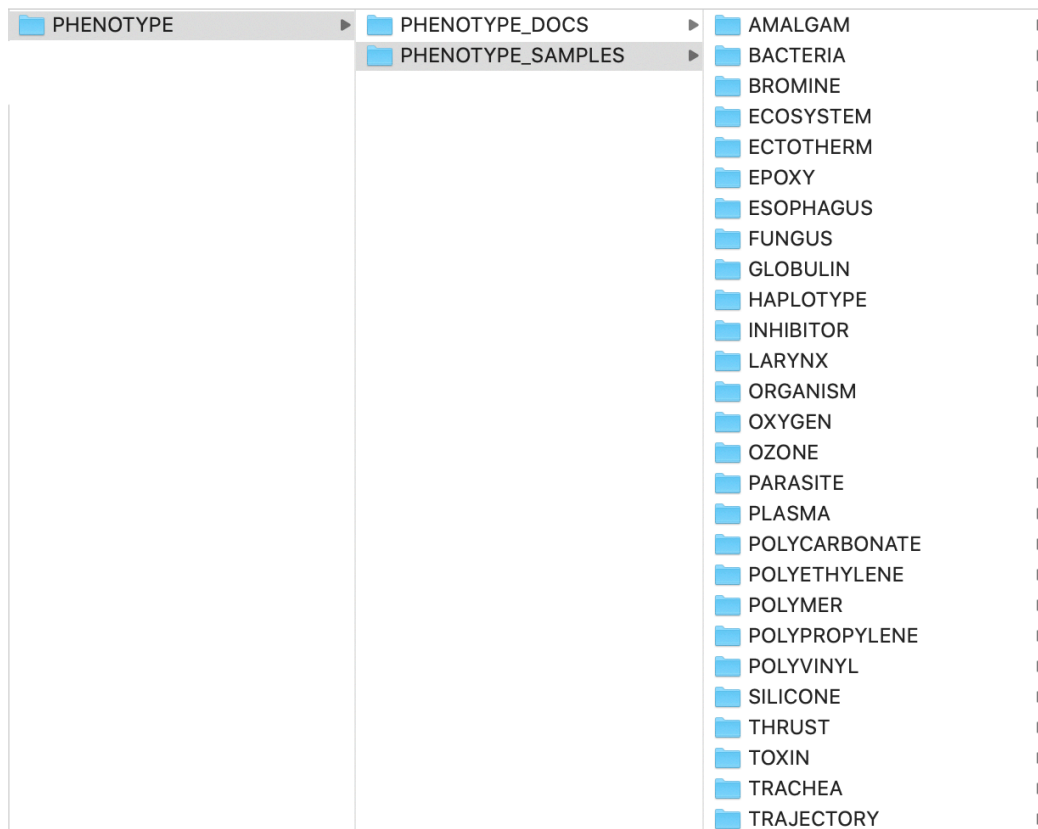 PHENOTYPE
PHENOTYPE_DOCS
PHENOTYPE_SAMPLES
AMALGAM
BACTERIA
BROMINE
ECOSYSTEM
ECTOTHERM
EPOXY
ESOPHAGUS
FUNGUS
GLOBULIN
HAPLOTYPE
INHIBITOR
LARYNX
ORGANISM
OXYGEN
OZONE
PARASITE
PLASMA
POLYCARBONATE
POLYETHYLENE
POLYMER
POLYPROPYLENE
POLYVINYL
SILICONE
THRUST
TOXIN
TRACHEA
TRAJECTORY